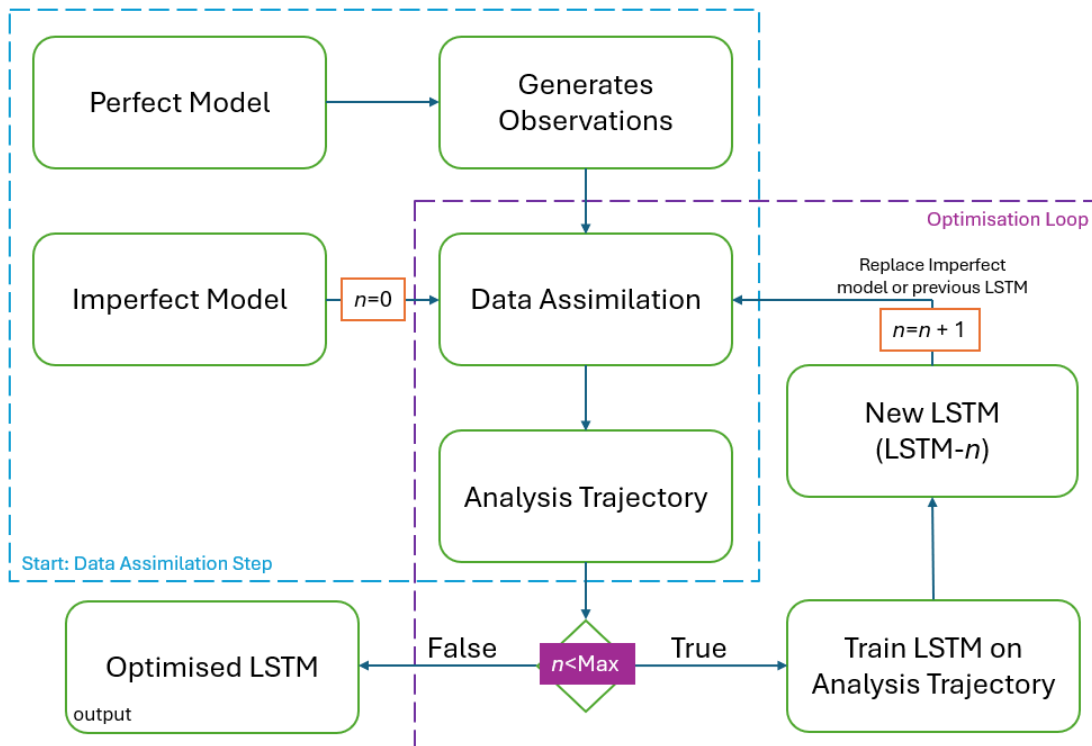 Perfect Model
Generates
Observations
Optimisation Loop
Imperfect Model
n=0
Data Assimilation
Replace Imperfect
model or previous LSTM
n=n + 1
New LSTM
(LSTM-n)
Analysis Trajectory
Start: Data Assimilation Step
Optimised LSTM
output
False
n<Max
True
Train LSTM on
Analysis Trajectory